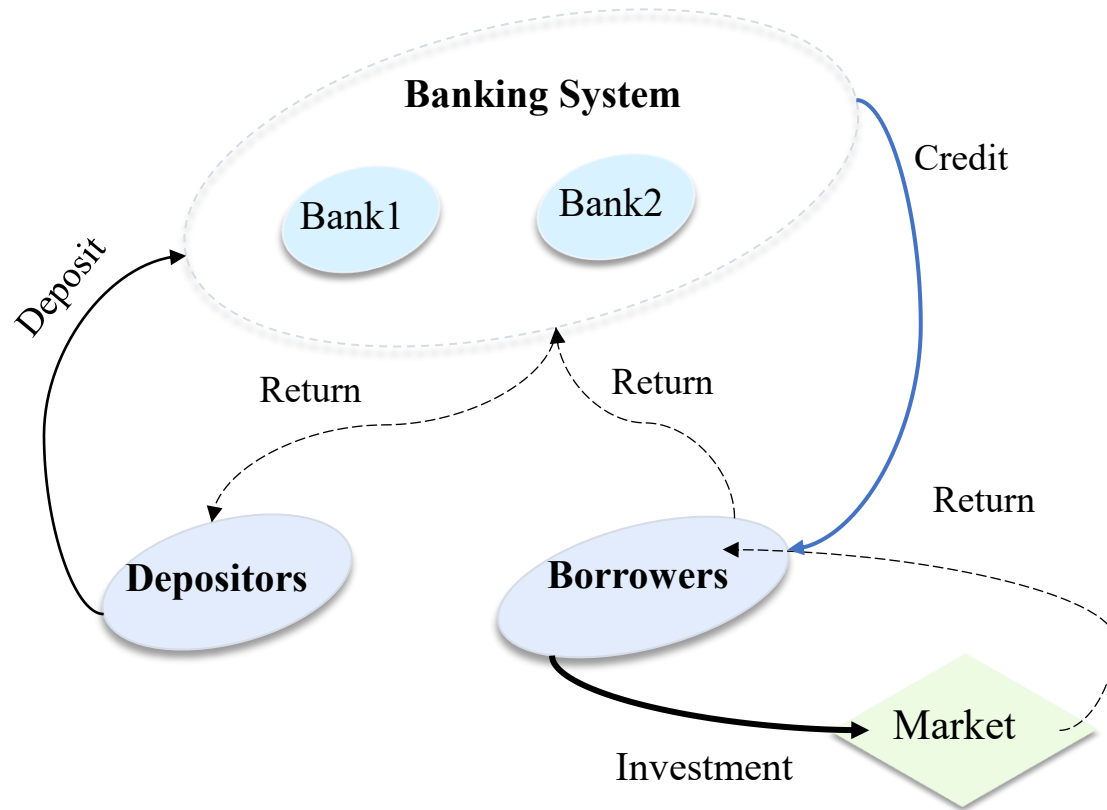 Banking System
Credit
Bank1
Bank2
Deposit
Return
Return
Return
Depositors
Borrowers
Market
Investment